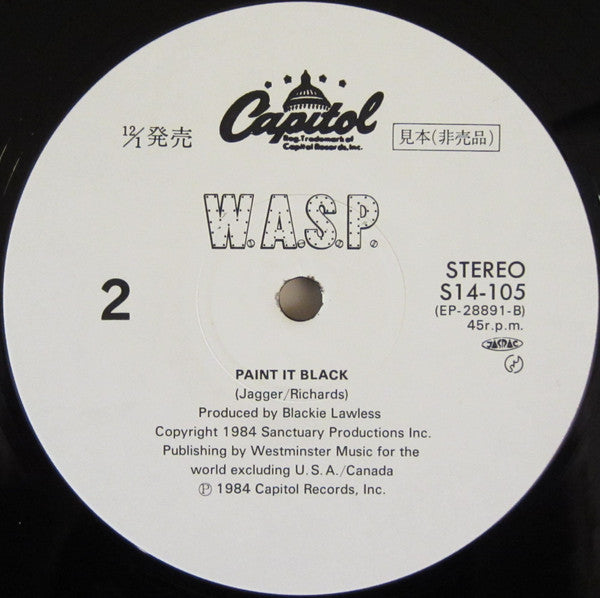 Capitol
Reg. Trademark of
Capitol Records, Inc.
12/1 発売
見本(非売品)
W.A.S.P.
2
STEREO
S14-105
(EP-28891-B)
45r.p.m.
JASRAC
PAINT IT BLACK
(Jagger/Richards)
Produced by Blackie Lawless
Copyright 1984 Sanctuary Productions Inc.
Publishing by Westminster Music for the
world excluding U.S.A./Canada
Ⓟ 1984 Capitol Records, Inc.